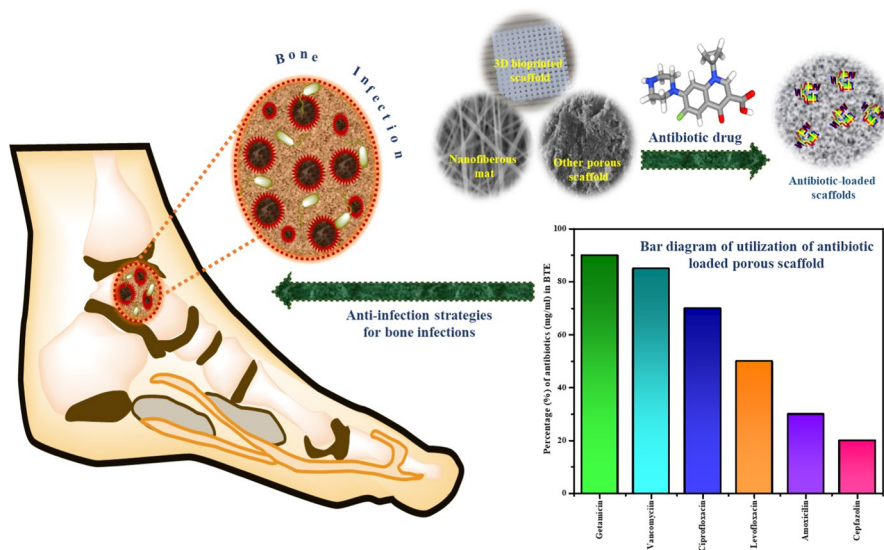 Bone Infection
3D bioprinted
scaffold
Nanofiberous
mat
Other porous
scaffold
Antibiotic drug
Antibiotic-loaded
scaffolds
Anti-infection strategies
for bone infections
Bar diagram of utilization of antibiotic
loaded porous scaffold
Percentage (%) of antibiotics (mg/ml) in BTE
100
80
60
40
20
0
Getamicin
Vancomyciin
Ciprofloxacin
Levofloxacin
Amoxicilin
Cepfazolin